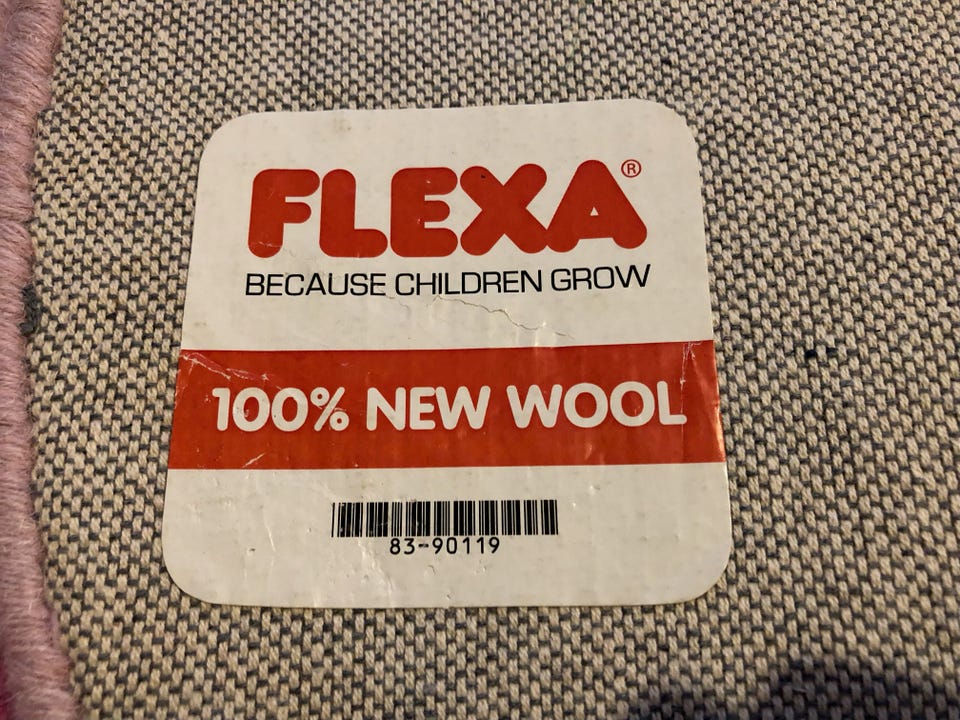 FLEXA®
BECAUSE CHILDREN GROW
100% NEW WOOL
83-90119